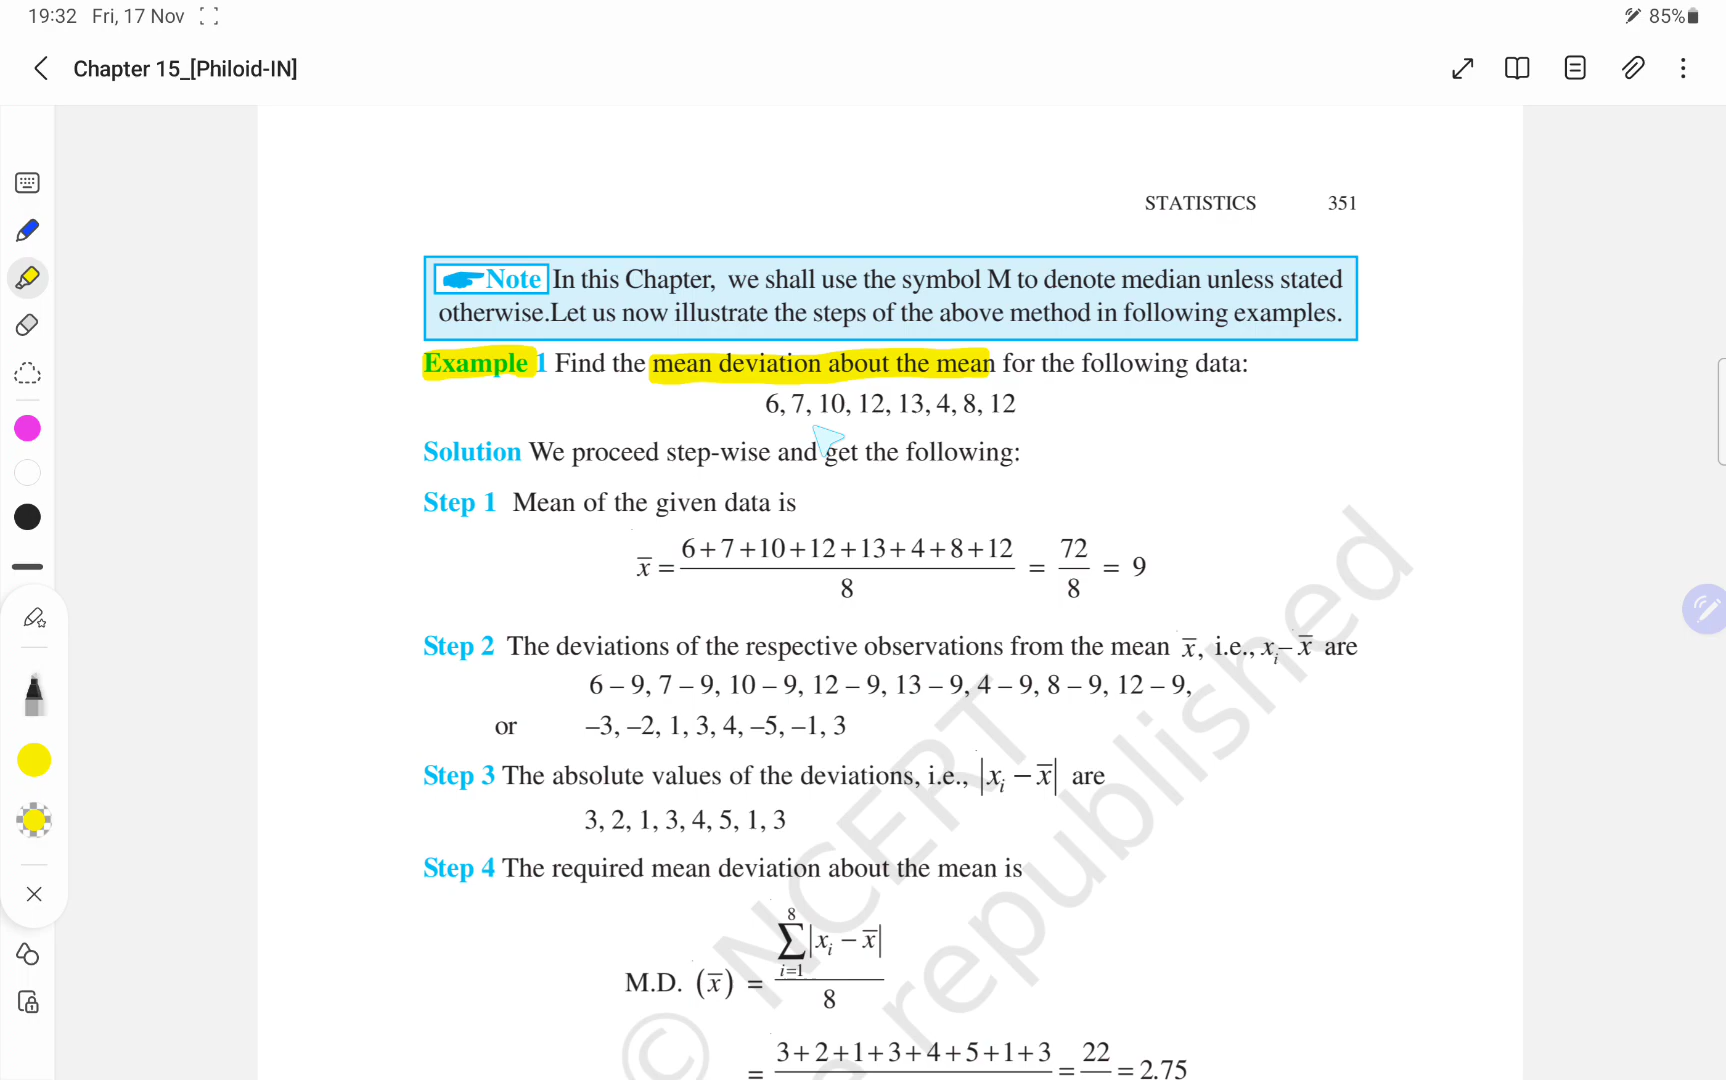 19:32 Fri, 17 Nov
85%
Chapter 15_[Philoid-IN]
STATISTICS 351
Note In this Chapter, we shall use the symbol M to denote median unless stated
otherwise.Let us now illustrate the steps of the above method in following examples.
Example 1 Find the mean deviation about the mean for the following data:
6, 7, 10, 12, 13, 4, 8, 12
Solution We proceed step-wise and get the following:
Step 1 Mean of the given data is
x̅ = (6+7+10+12+13+4+8+12)/8 = 72/8 = 9
Step 2 The deviations of the respective observations from the mean x̅, i.e., xᵢ– x̅ are
6 – 9, 7 – 9, 10 – 9, 12 – 9, 13 – 9, 4 – 9, 8 – 9, 12 – 9,
or –3, –2, 1, 3, 4, –5, –1, 3
Step 3 The absolute values of the deviations, i.e., |xᵢ − x̅| are
3, 2, 1, 3, 4, 5, 1, 3
Step 4 The required mean deviation about the mean is
M.D. (x̅) = (∑ᵢ₌₁⁸ |xᵢ − x̅|)/8
= 3+2+1+3+4+5+1+3 = 22 = 2.75
© NCERT
republished